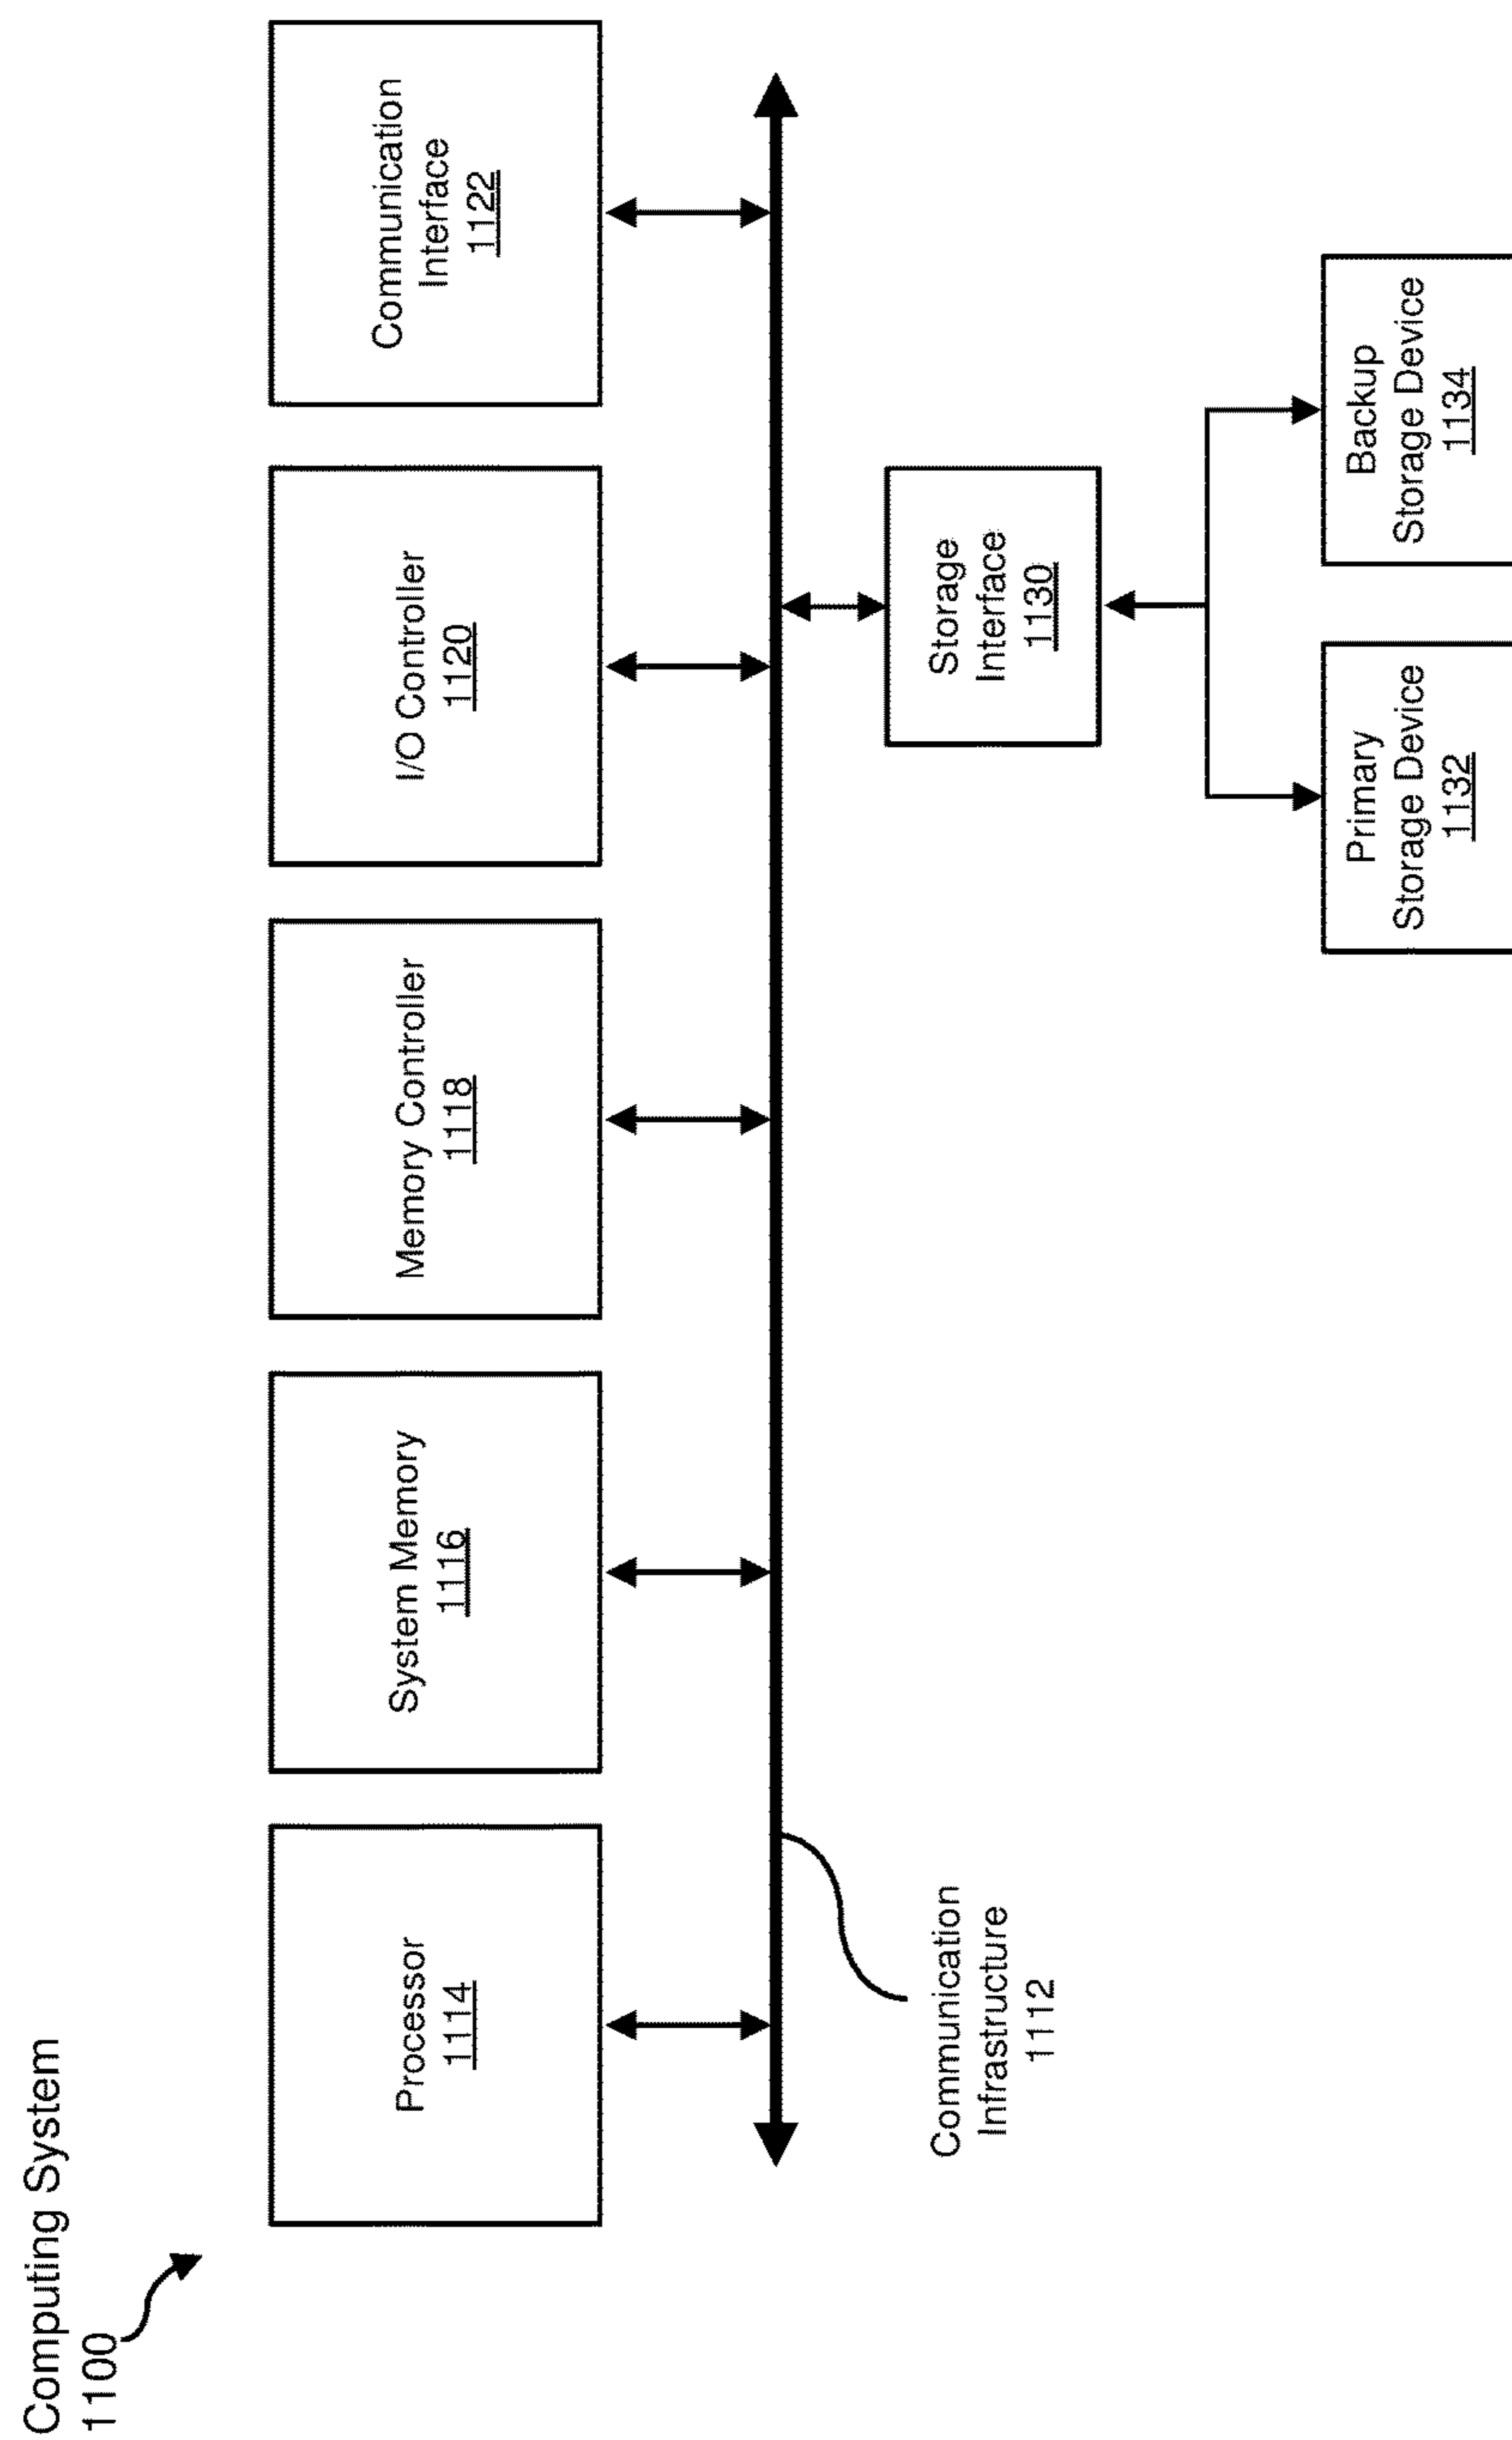 Computing System
1100
Processor
1114
System Memory
1116
Memory Controller
1118
I/O Controller
1120
Communication
Interface
1122
Communication
Infrastructure
1112
Storage
Interface
1130
Primary
Storage Device
1132
Backup
Storage Device
1134